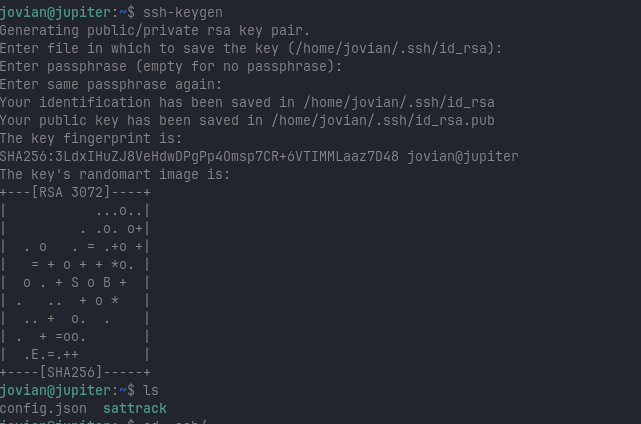 jovian@jupiter:~$ ssh-keygen
Generating public/private rsa key pair.
Enter file in which to save the key (/home/jovian/.ssh/id_rsa):
Enter passphrase (empty for no passphrase):
Enter same passphrase again:
Your identification has been saved in /home/jovian/.ssh/id_rsa
Your public key has been saved in /home/jovian/.ssh/id_rsa.pub
The key fingerprint is:
SHA256:3LdxIHuZJ8VeHdwDPgPp4Omsp7CR+6VTIMMLaaz7D48 jovian@jupiter
The key's randomart image is:
+---[RSA 3072]----+
|           ...o..|
|         . .o. o+|
|  . o   . = .+o +|
|   = + o + + *o. |
|  o . + S o B +  |
| .   ..  + o *   |
|  .. +  o.  .    |
| .  + =oo.       |
|  .E.=.++        |
+----[SHA256]-----+
jovian@jupiter:~$ ls
config.json  sattrack
jovian@jupiter:~$ cd .ssh/